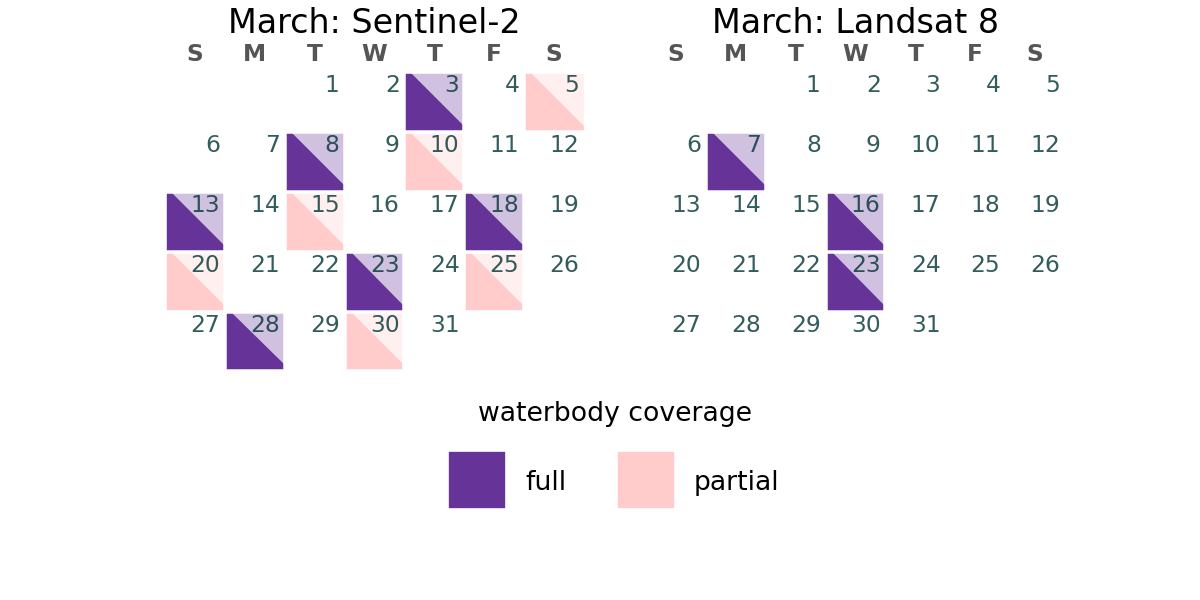 March: Sentinel-2
S M T W T F S
1 2 3 4 5
6 7 8 9 10 11 12
13 14 15 16 17 18 19
20 21 22 23 24 25 26
27 28 29 30 31
March: Landsat 8
S M T W T F S
1 2 3 4 5
6 7 8 9 10 11 12
13 14 15 16 17 18 19
20 21 22 23 24 25 26
27 28 29 30 31
waterbody coverage
full partial